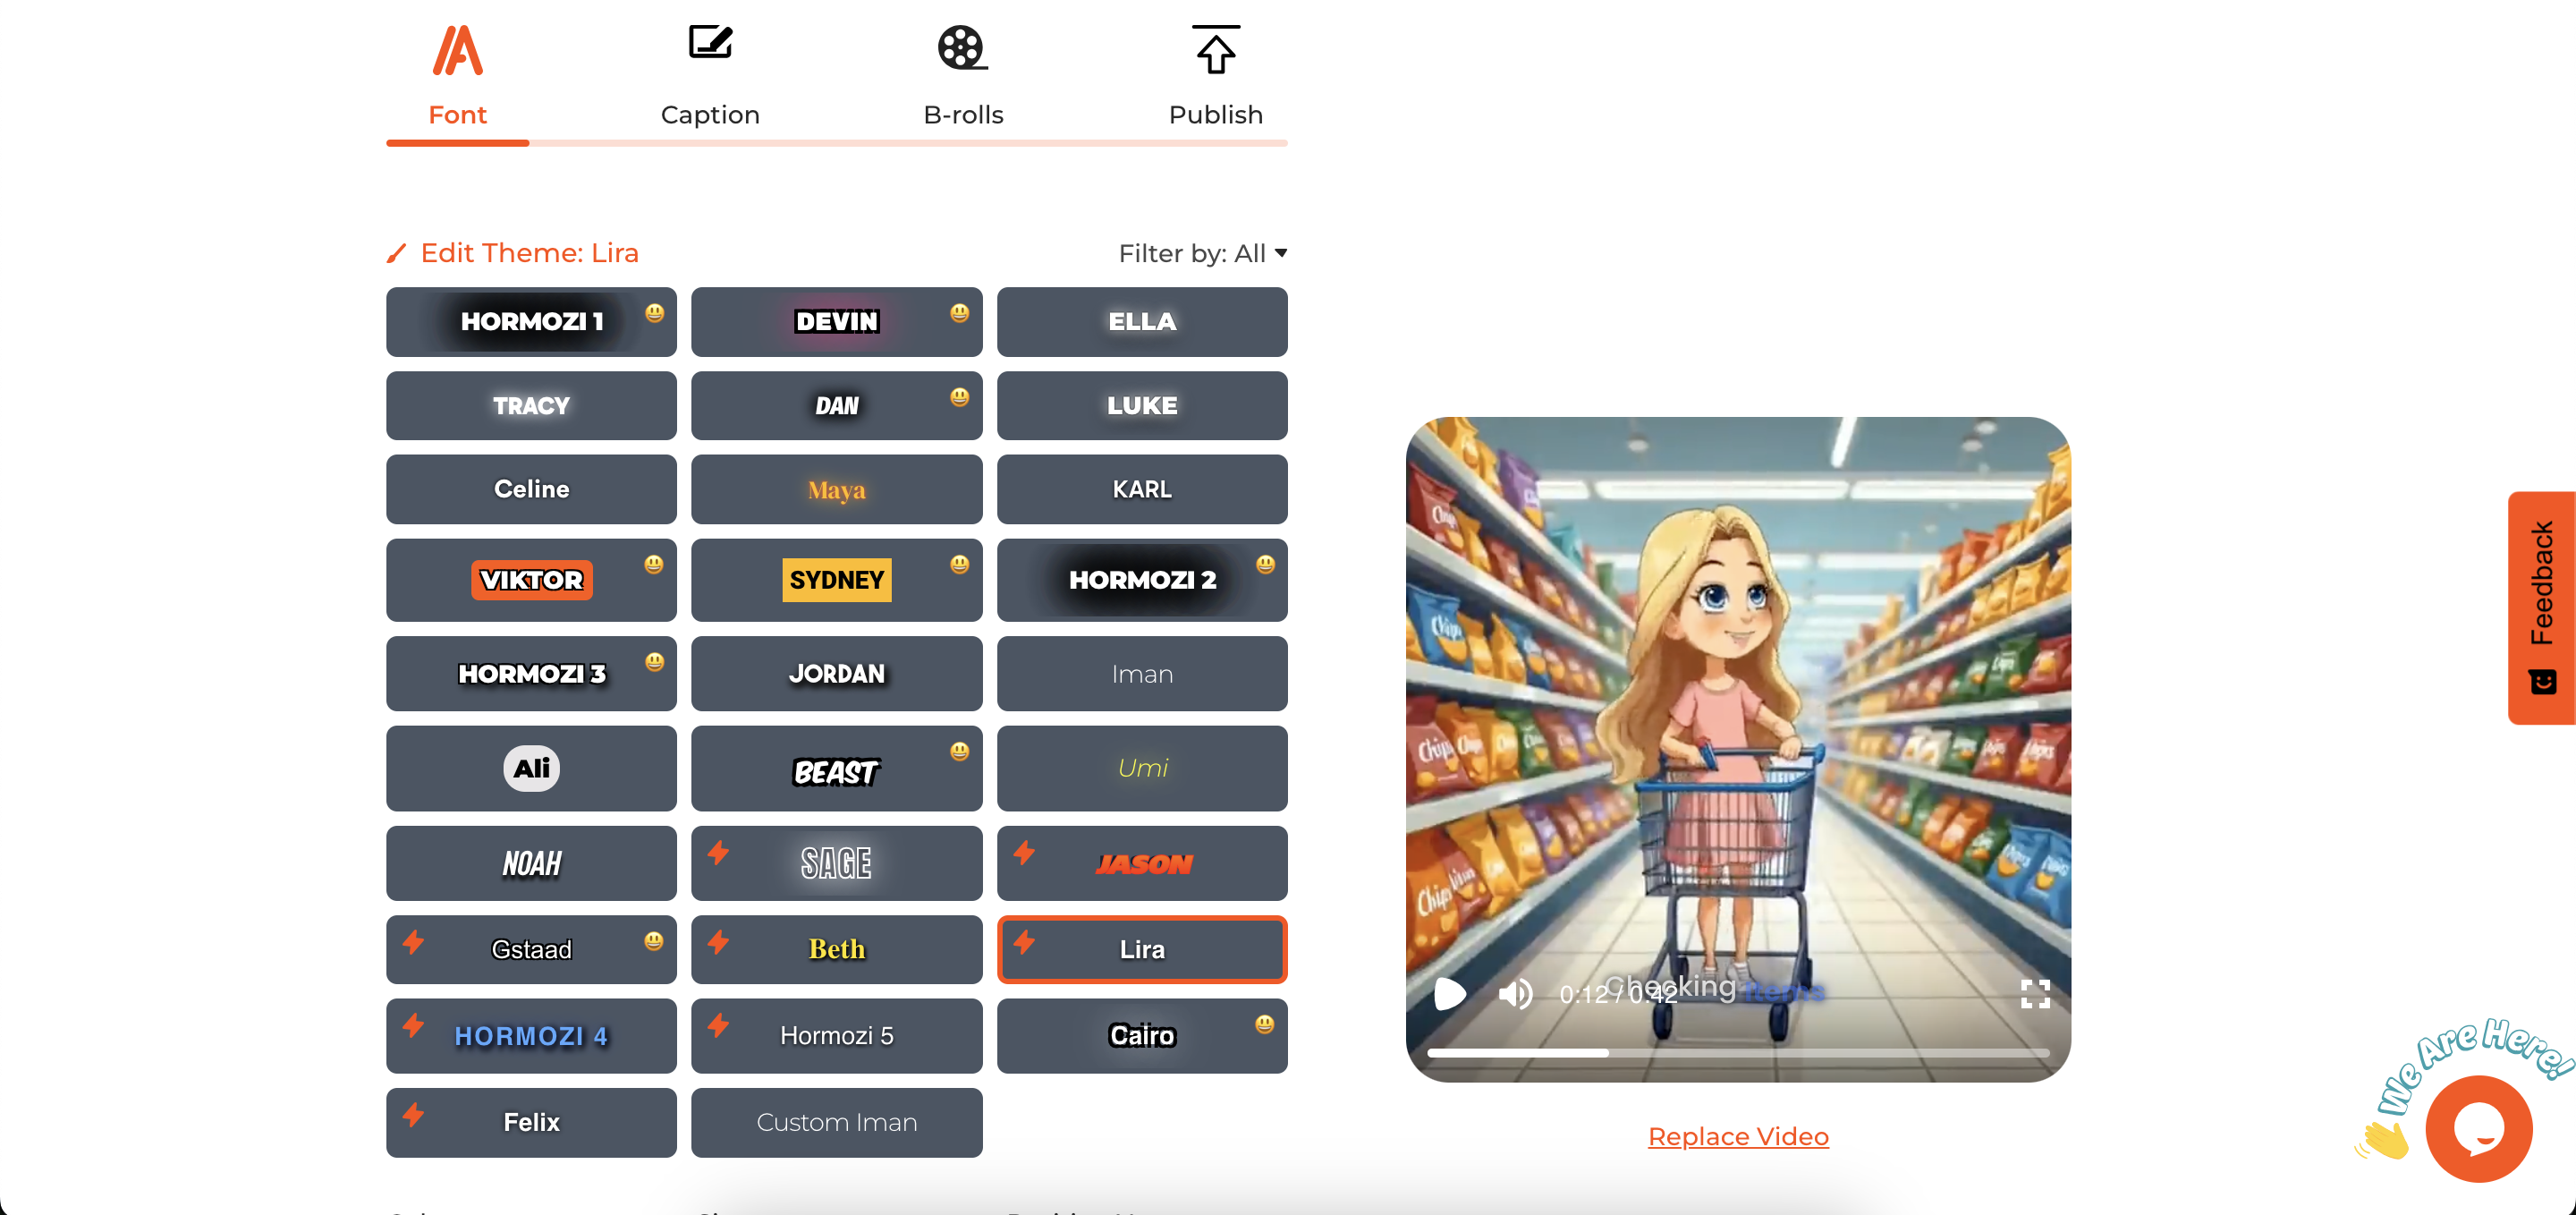 Font
Caption
B-rolls
Publish
Edit Theme: Lira
Filter by: All
HORMOZI 1
DEVIN
ELLA
TRACY
DAN
LUKE
Celine
Maya
KARL
VIKTOR
SYDNEY
HORMOZI 2
HORMOZI 3
JORDAN
Iman
Ali
BEAST
Umi
NOAH
SAGE
JASON
Gstaad
Beth
Lira
HORMOZI 4
Hormozi 5
Cairo
Felix
Custom Iman
Chips
Chips
Chips
Checking items
0:12 / 0:42
Replace Video
Feedback
We Are Here!